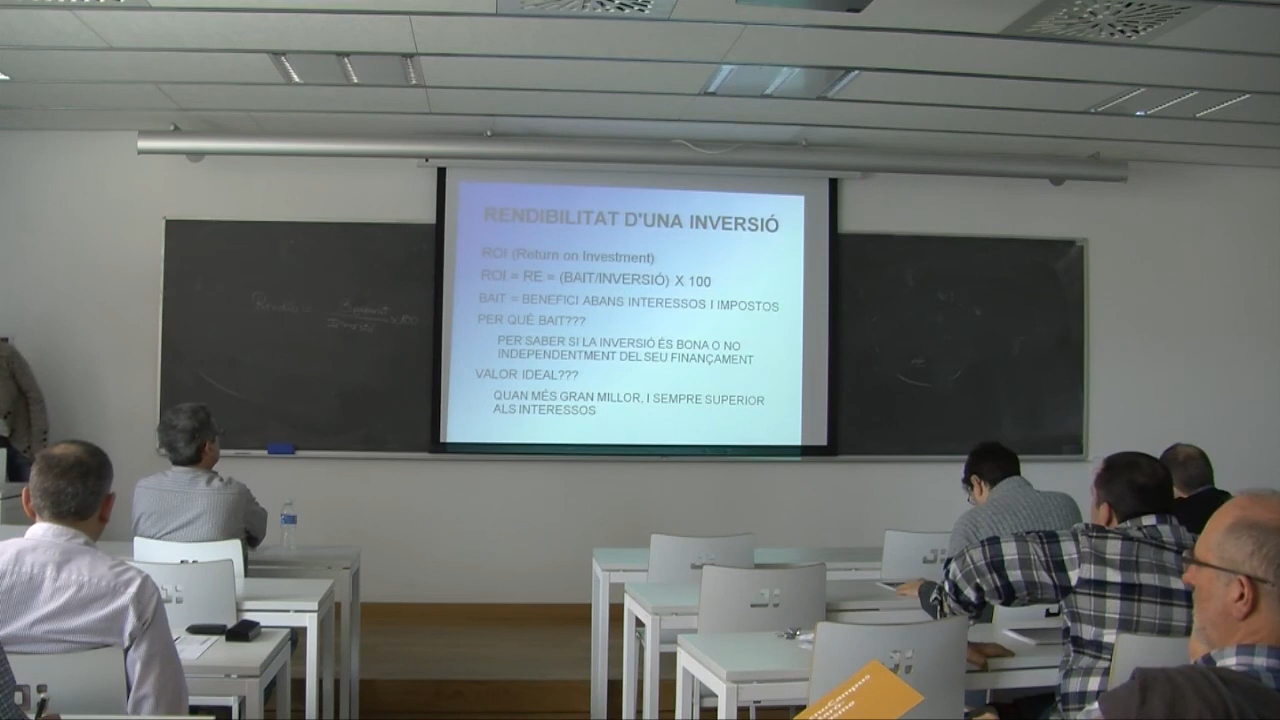 RENDIBILITAT D'UNA INVERSIÓ
ROI (Return on Investment)
ROI = RE = (BAIT/INVERSIÓ) X 100
BAIT = BENEFICI ABANS INTERESSOS I IMPOSTOS
PER QUÈ BAIT???
PER SABER SI LA INVERSIÓ ÉS BONA O NO
INDEPENDENTMENT DEL SEU FINANÇAMENT
VALOR IDEAL???
QUAN MÉS GRAN MILLOR, I SEMPRE SUPERIOR
ALS INTERESSOS